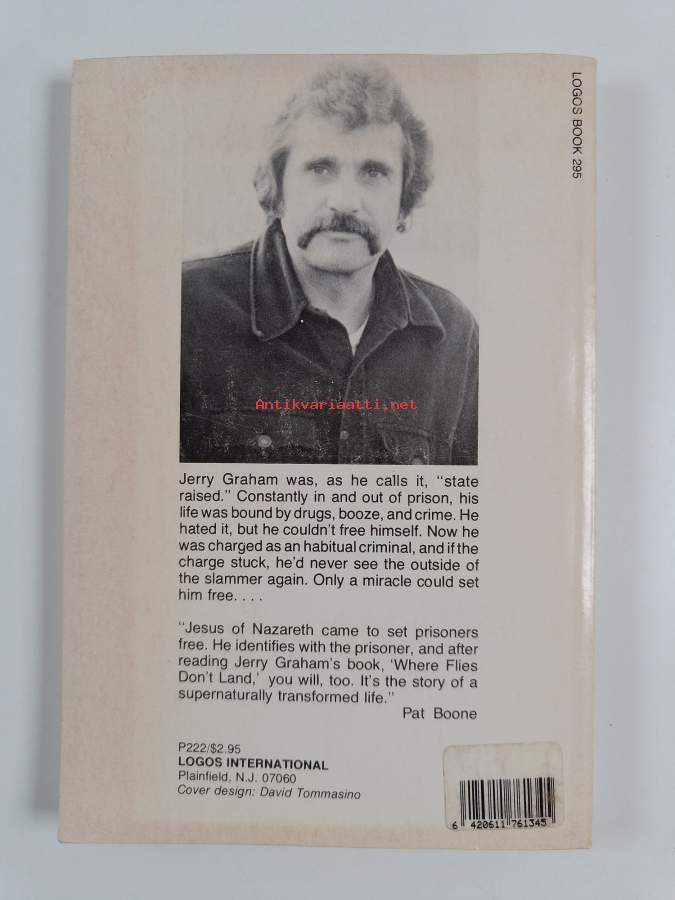 LOGOS BOOK 295
Antikvariaatti.net
Jerry Graham was, as he calls it, "state
raised." Constantly in and out of prison, his
life was bound by drugs, booze, and crime. He
hated it, but he couldn't free himself. Now he
was charged as an habitual criminal, and if the
charge stuck, he'd never see the outside of
the slammer again. Only a miracle could set
him free. . . .
"Jesus of Nazareth came to set prisoners
free. He identifies with the prisoner, and after
reading Jerry Graham's book, 'Where Flies
Don't Land,' you will, too. It's the story of a
supernaturally transformed life."
Pat Boone
P222/$2.95
LOGOS INTERNATIONAL
Plainfield, N.J. 07060
Cover design: David Tommasino
6 420611 761345